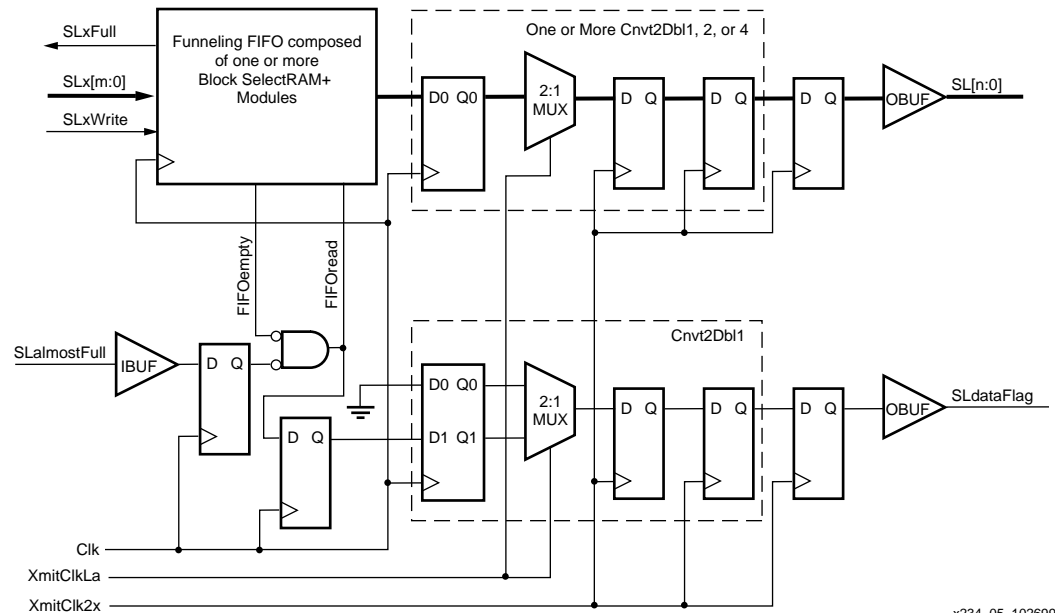 SLxFull
SLx[m:0]
SLxWrite
Funneling FIFO composed
of one or more
Block SelectRAM+
Modules
One or More Cnvt2Dbl1, 2, or 4
D0 Q0
2:1
MUX
D Q
D Q
D Q
OBUF
SL[n:0]
FIFOempty
FIFOread
SLalmostFull
IBUF
D Q
D Q
Cnvt2Dbl1
D0 Q0
D1 Q1
2:1
MUX
D Q
D Q
D Q
OBUF
SLdataFlag
Clk
XmitClkLa
XmitClk2x
x234_05_102699